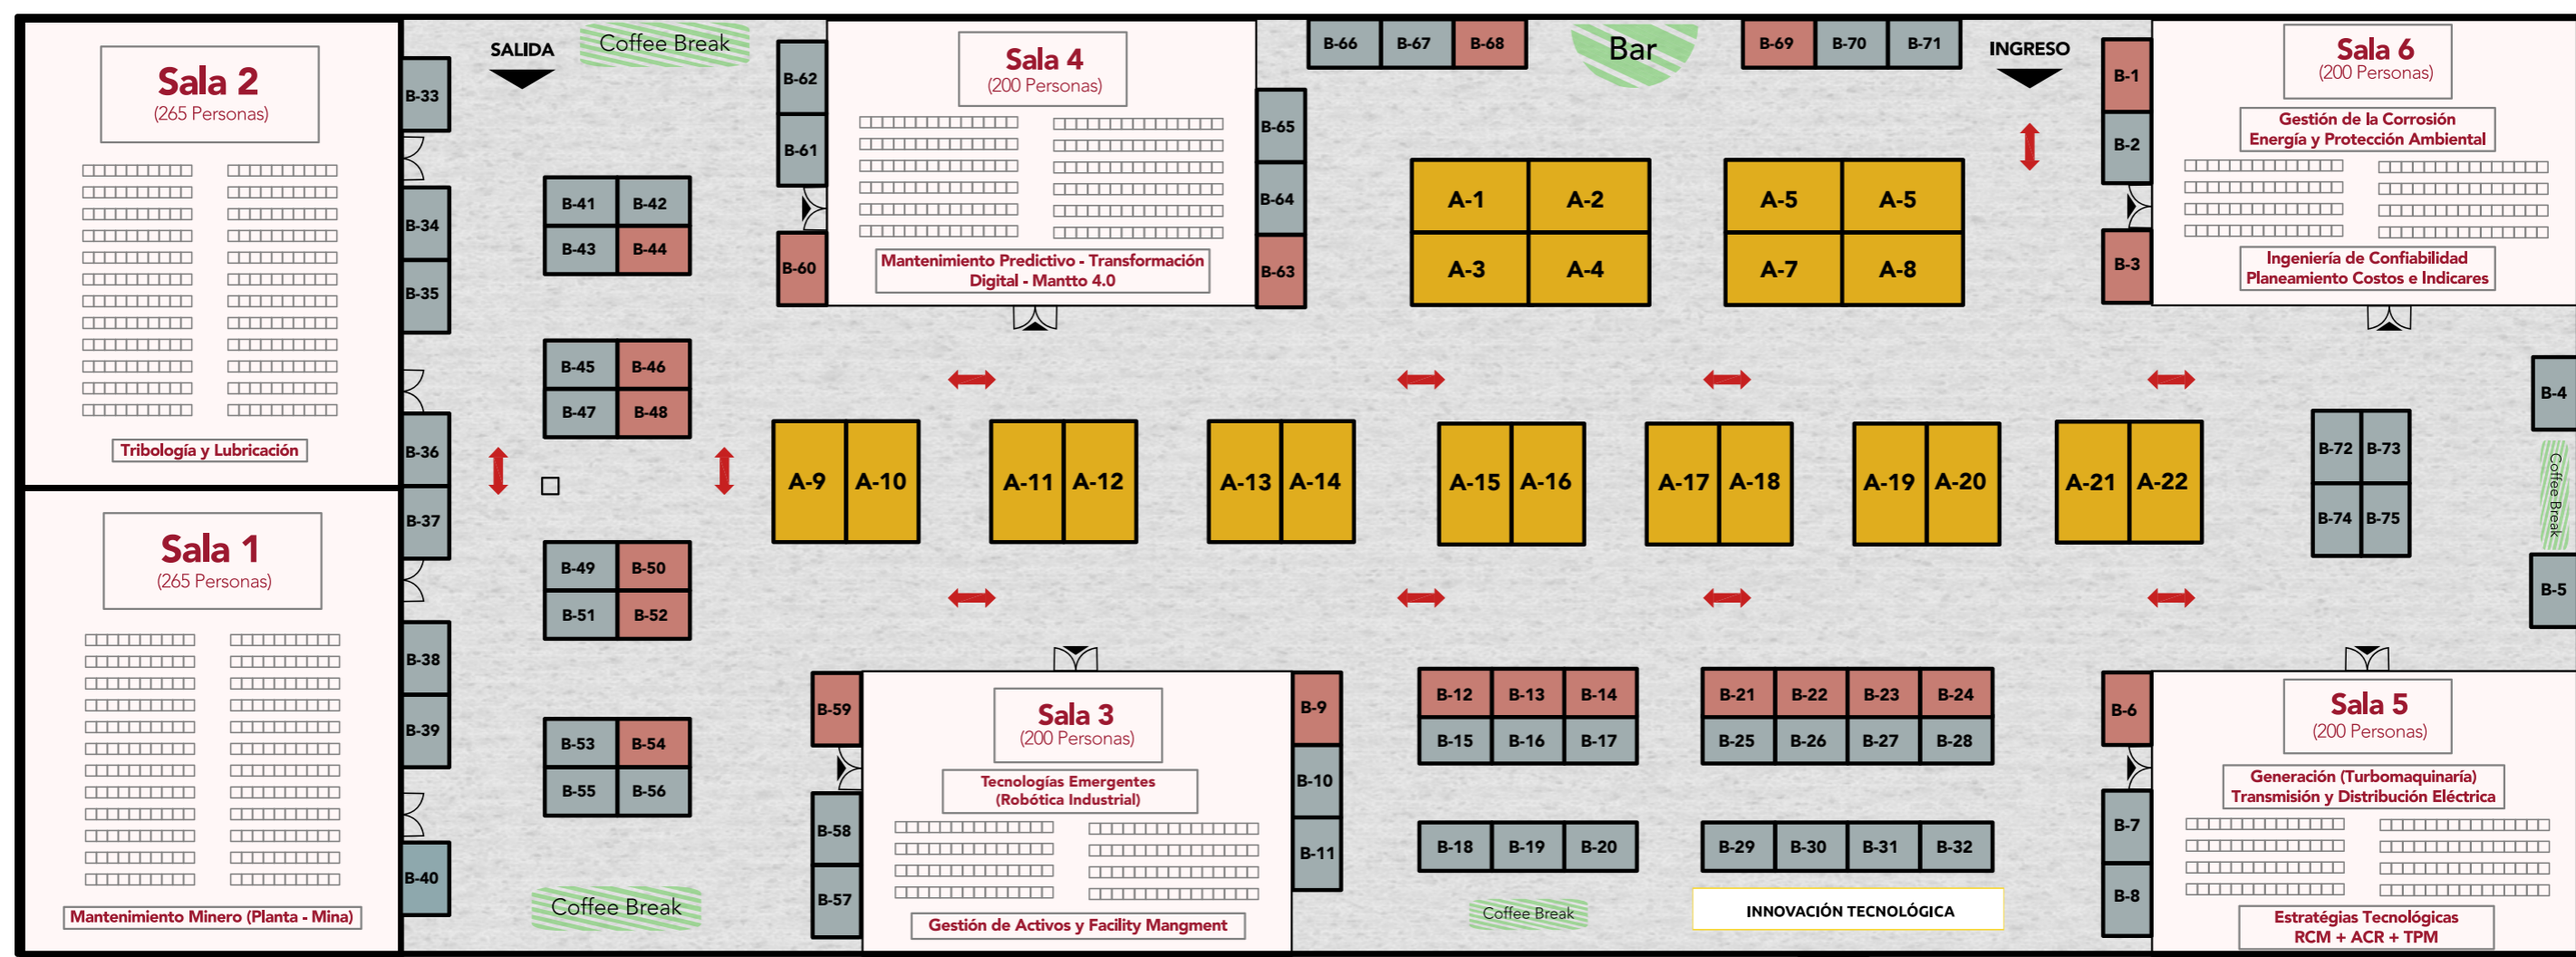 Sala 2
(265 Personas)
Tribología y Lubricación
Sala 1
(265 Personas)
Mantenimiento Minero (Planta - Mina)
B-33
B-34
B-35
B-36
B-37
B-38
B-39
B-40
SALIDA
Coffee Break
B-41 B-42
B-43 B-44
B-45 B-46
B-47 B-48
B-49 B-50
B-51 B-52
B-53 B-54
B-55 B-56
Coffee Break
B-62
B-61
B-60
Sala 4
(200 Personas)
Mantenimiento Predictivo - Transformación
Digital - Mantto 4.0
B-65
B-64
B-63
B-66 B-67 B-68
Bar
B-69 B-70 B-71
INGRESO
A-1 A-2
A-3 A-4
A-5 A-5
A-7 A-8
B-1
B-2
B-3
Sala 6
(200 Personas)
Gestión de la Corrosión
Energía y Protección Ambiental
Ingeniería de Confiabilidad
Planeamiento Costos e Indicares
A-9 A-10
A-11 A-12
A-13 A-14
A-15 A-16
A-17 A-18
A-19 A-20
A-21 A-22
B-72 B-73
B-74 B-75
B-4
Coffee Break
B-5
B-59
B-58
B-57
Sala 3
(200 Personas)
Tecnologías Emergentes
(Robótica Industrial)
Gestión de Activos y Facility Mangment
B-9
B-10
B-11
B-12 B-13 B-14
B-15 B-16 B-17
B-18 B-19 B-20
Coffee Break
B-21 B-22 B-23 B-24
B-25 B-26 B-27 B-28
B-29 B-30 B-31 B-32
INNOVACIÓN TECNOLÓGICA
B-6
B-7
B-8
Sala 5
(200 Personas)
Generación (Turbomaquinaría)
Transmisión y Distribución Eléctrica
Estratégias Tecnológicas
RCM + ACR + TPM